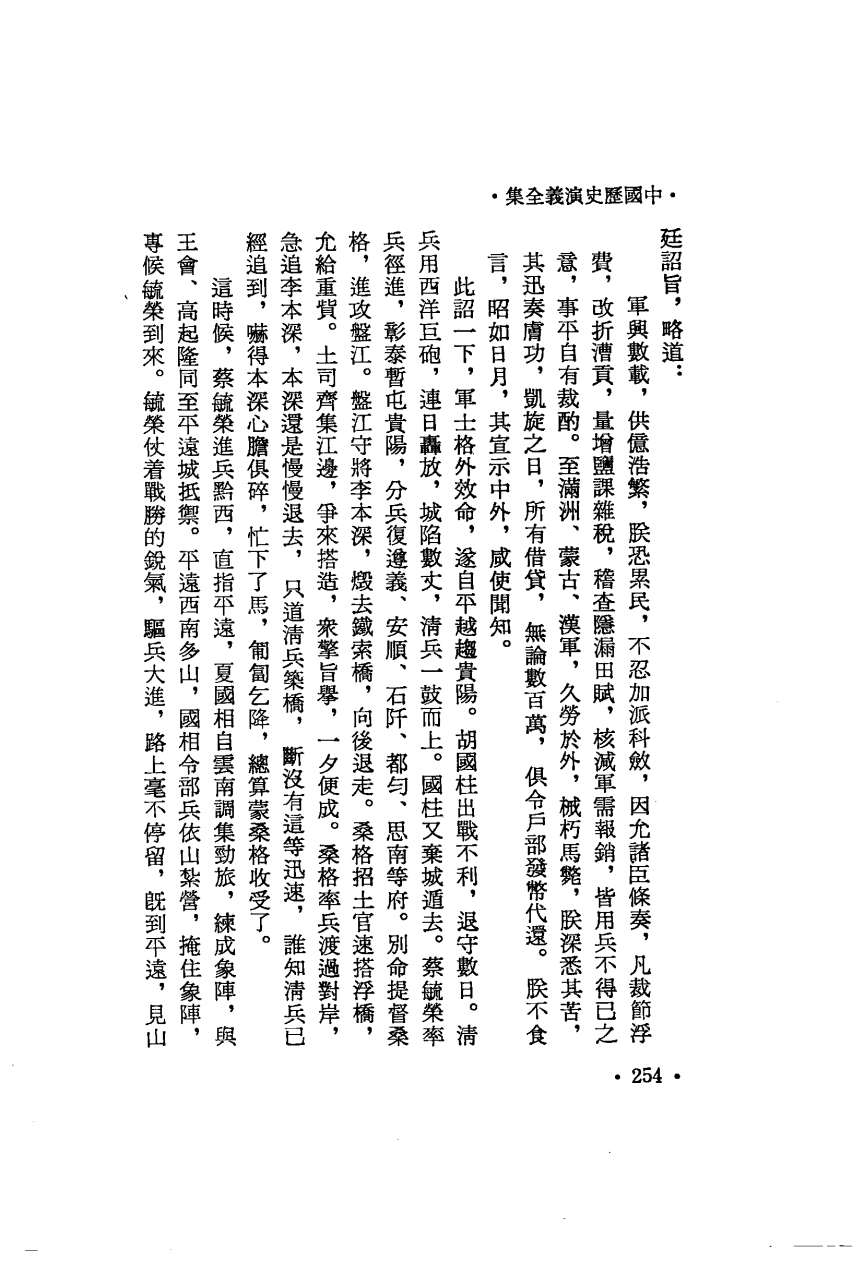 ·中國歷史演義全集·
廷詔旨，略道：
軍興數載，供億浩繁，朕恐累民，不忍加派科斂，因允諸臣條奏，凡裁節浮
費，改折漕貢，量增鹽課雜稅，稽查隱漏田賦，核減軍需報銷，皆用兵不得已之
意，事平自有裁酌。至滿洲、蒙古、漢軍，久勞於外，械朽馬斃，朕深悉其苦，
其迅奏膚功，凱旋之日，所有借貸，無論數百萬，俱令戶部發幣代還。朕不食
言，昭如日月，其宣示中外，咸使聞知。
此詔一下，軍士格外效命，遂自平越趨貴陽。胡國柱出戰不利，退守數日。清
兵用西洋巨砲，連日轟放，城陷數丈，清兵一鼓而上。國柱又棄城遁去。蔡毓榮率
兵徑進，彰泰暫屯貴陽，分兵復遵義、安順、石阡、都勻、思南等府。別命提督桑
格，進攻盤江。盤江守將李本深，燬去鐵索橋，向後退走。桑格招土官速搭浮橋，
允給重貲。土司齊集江邊，爭來搭造，衆擎旨擧，一夕便成。桑格率兵渡過對岸，
急追李本深，本深還是慢慢退去，只道清兵築橋，斷沒有這等迅速，誰知清兵已
經追到，嚇得本深心膽俱碎，忙下了馬，匍匐乞降，總算蒙桑格收受了。
這時候，蔡毓榮進兵黔西，直指平遠，夏國相自雲南調集勁旅，練成象陣，與
王會、高起隆同至平遠城抵禦。平遠西南多山，國相令部兵依山紮營，掩住象陣，
專候毓榮到來。毓榮仗着戰勝的銳氣，驅兵大進，路上毫不停留，旣到平遠，見山
·254·